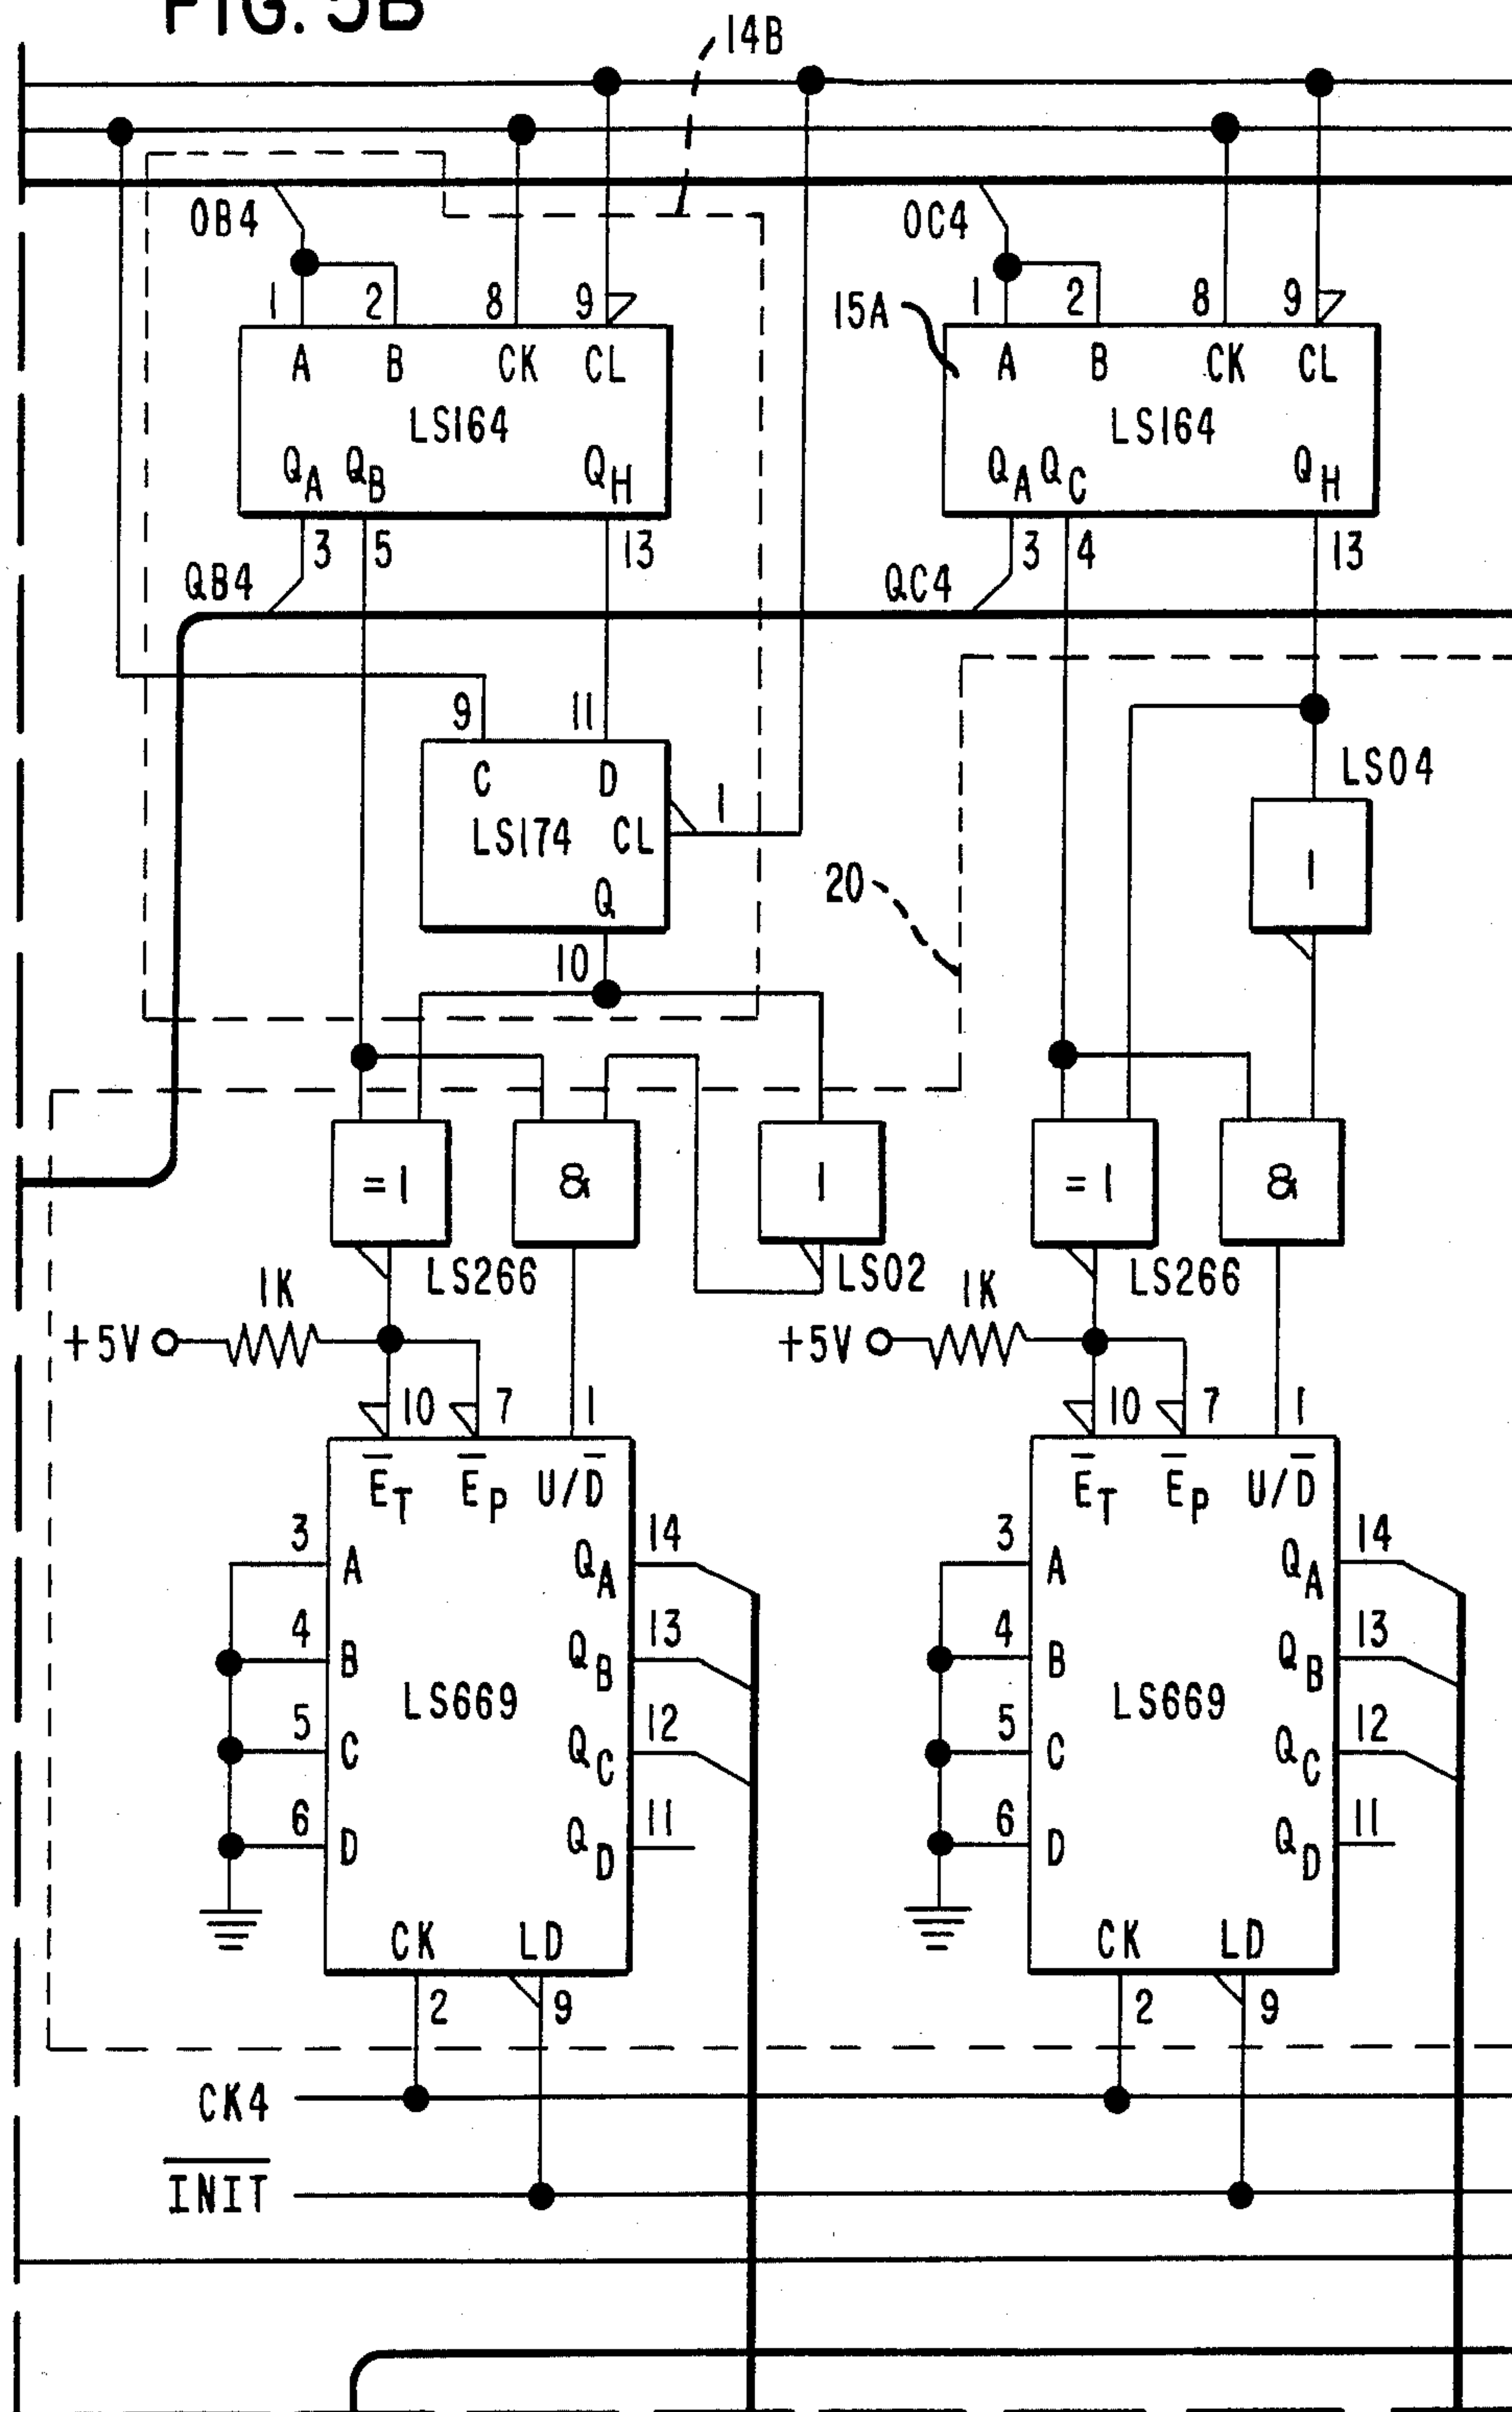 FIG. 5B
14B
OB4
OC4
1 2 8 9
15A
1 2 8 9
A B CK CL
A B CK CL
LS164
LS164
QA QB QH
QA QC QH
3 5 13
3 4 13
QB4
QC4
9 11
C D
LS174 CL
1
Q
10
LS04
1
20
=1
&
1
=1
&
LS266
LS02
LS266
1K
1K
+5V
+5V
10 7 1
10 7 1
ET EP U/D
ET EP U/D
3 A QA 14
3 A QA 14
4 B QB 13
4 B QB 13
LS669
LS669
5 C QC 12
5 C QC 12
6 D QD 11
6 D QD 11
CK LD
CK LD
2 9
2 9
CK4
INIT